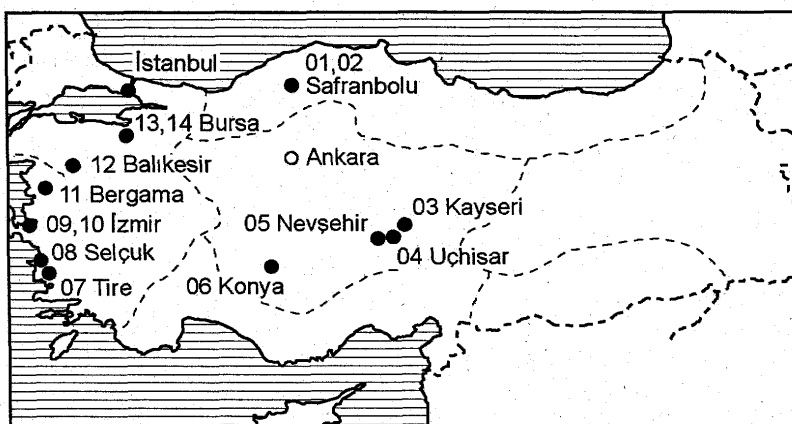 İstanbul
01,02
Safranbolu
13,14 Bursa
Ankara
12 Balıkesir
11 Bergama
03 Kayseri
09,10 İzmir
05 Nevşehir
04 Uçhisar
08 Selçuk
06 Konya
07 Tire